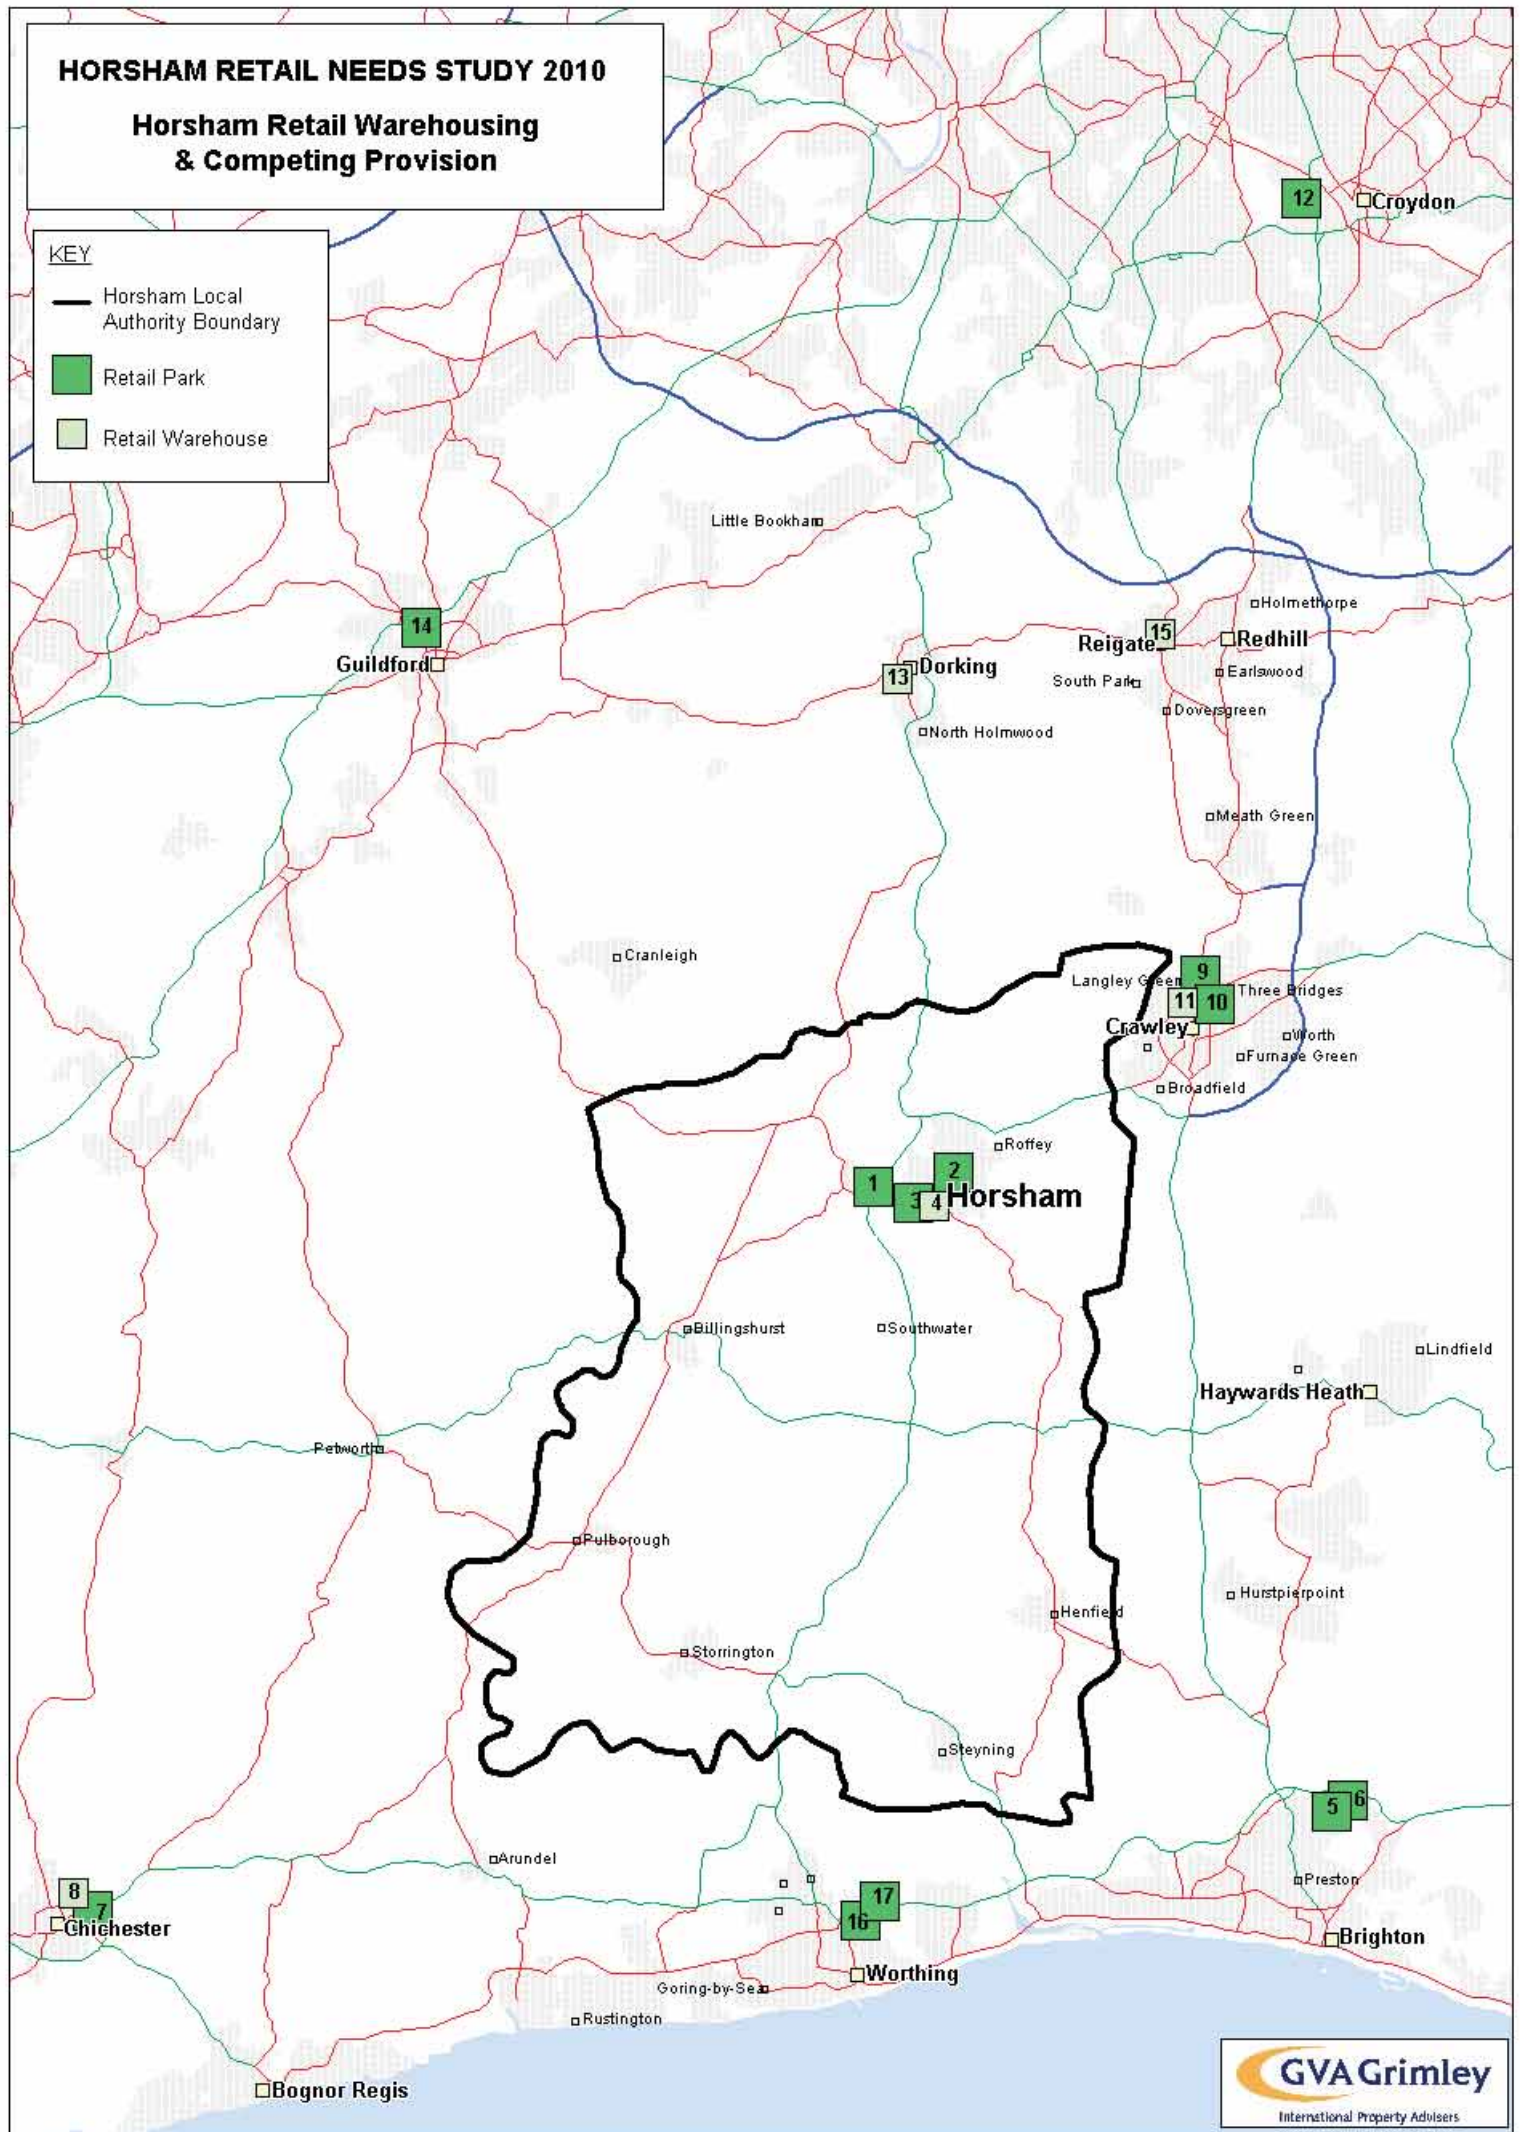 HORSHAM RETAIL NEEDS STUDY 2010
Horsham Retail Warehousing
& Competing Provision
KEY
Horsham Local
Authority Boundary
Retail Park
Retail Warehouse
12
Croydon
Little Bookham
Holmethorpe
14
15
Reigate
Redhill
Guildford
Dorking
13
Earlswood
South Park
Doversgreen
North Holmwood
Meath Green
Cranleigh
9
Langley Green
Three Bridges
11
10
Crawley
Worth
Furnace Green
Broadfield
Roffey
2
1
3
4
Horsham
Billingshurst
Southwater
Lindfield
Haywards Heath
Petworth
Pulborough
Hurstpierpoint
Henfield
Storrington
Steyning
6
5
Arundel
Preston
8
7
17
16
Chichester
Brighton
Worthing
Goring-by-Sea
Rustington
Bognor Regis
GVA Grimley
International Property Advisers